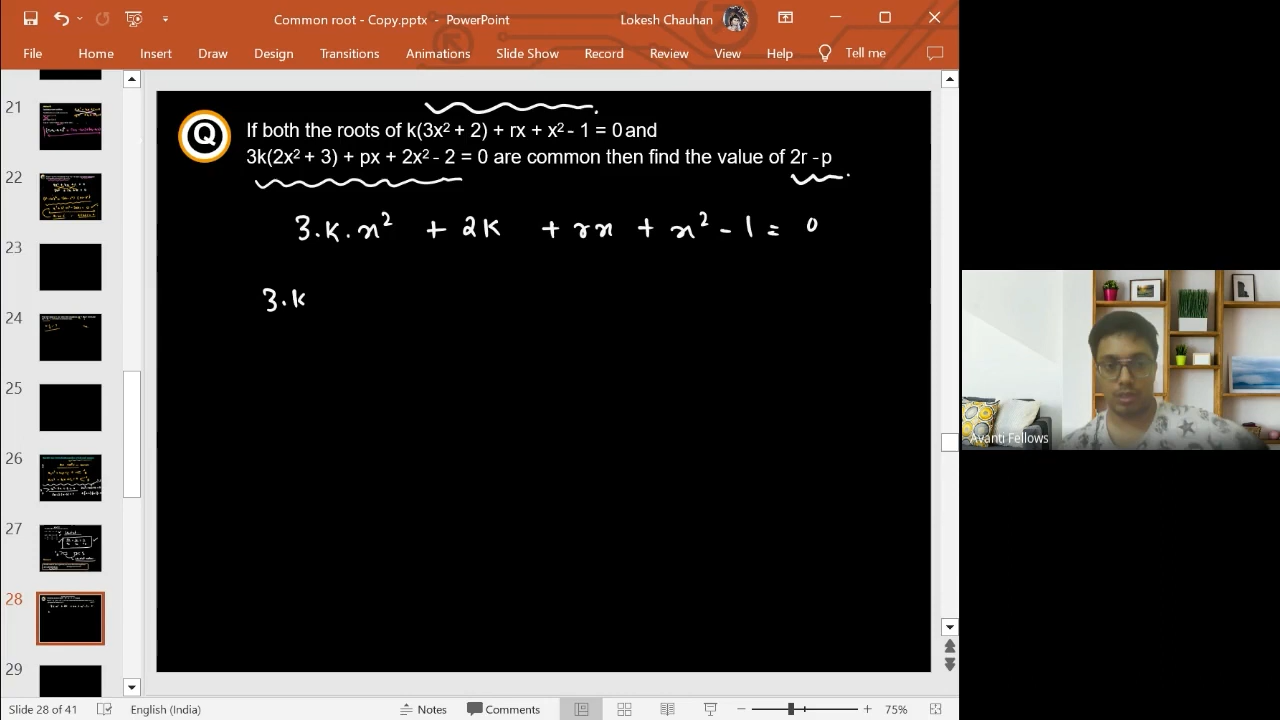 Common root - Copy.pptx - PowerPoint
Lokesh Chauhan
File Home Insert Draw Design Transitions Animations Slide Show Record Review View Help Tell me
21
22
23
24
25
26
27
28
29
Q
If both the roots of k(3x² + 2) + rx + x² - 1 = 0 and
3k(2x² + 3) + px + 2x² - 2 = 0 are common then find the value of 2r - p
3.k.x² + 2k + rx + x² - 1 = 0
3.k
Avanti Fellows
Slide 28 of 41 English (India) Notes Comments 75%